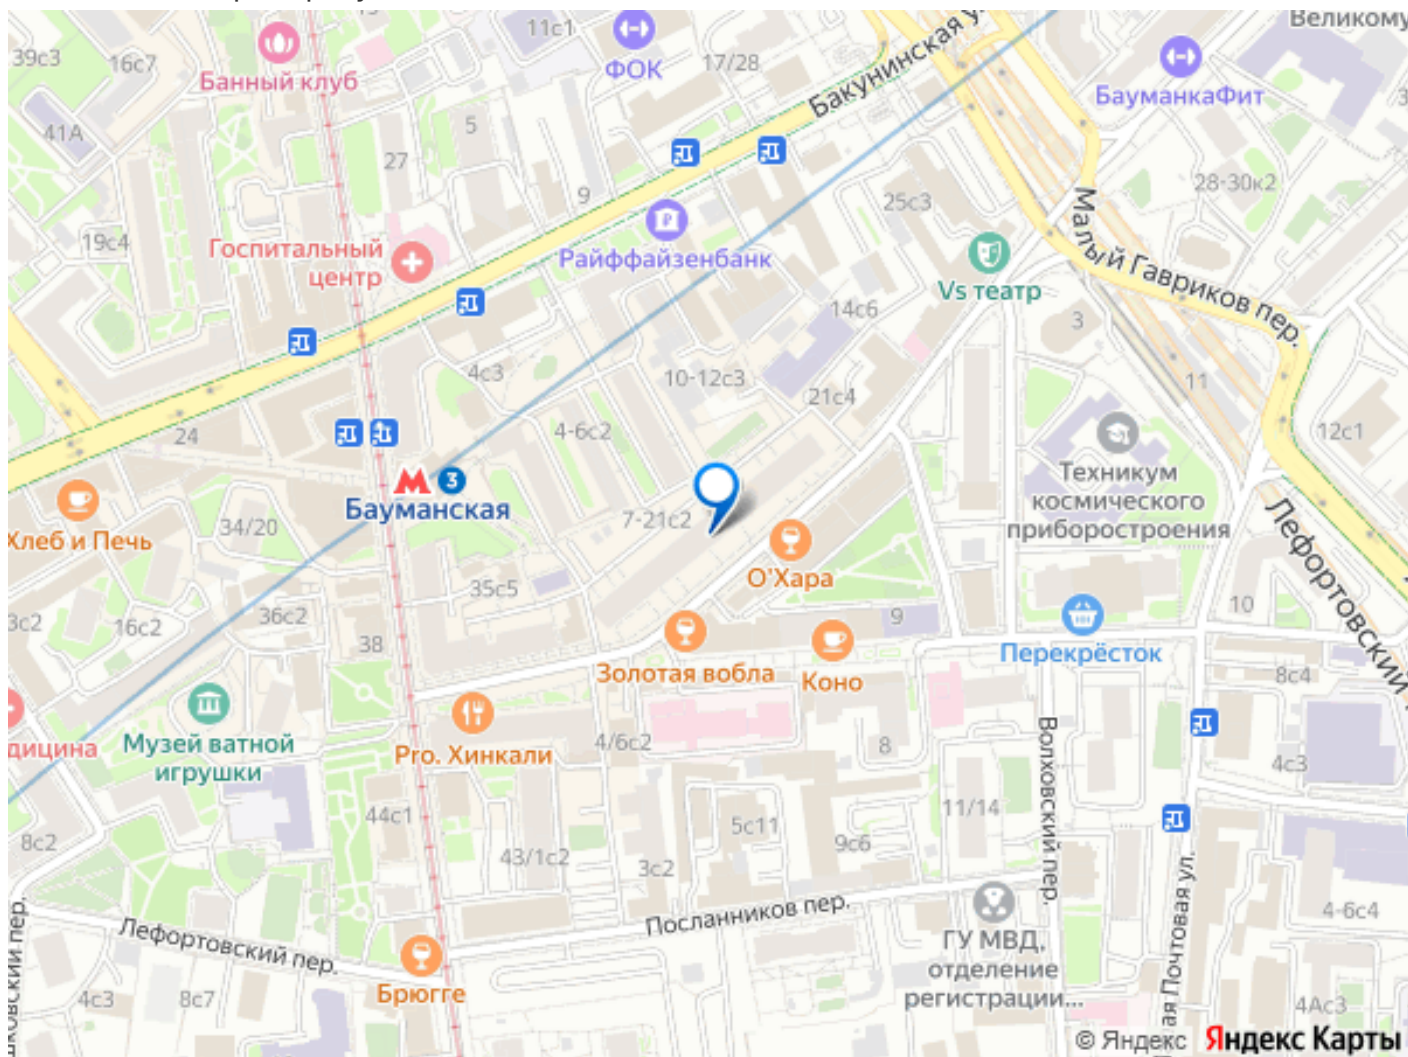 11с1
Великому
39с3
16с7
Банный клуб
ФОК
17/28
Бакунинская у
БауманкаФит
41А
5
27
9
28-30к2
25с3
Малый Гавриков пер.
19с4
Госпитальный
центр
Райффайзенбанк
Vs театр
14с6
3
4с3
10-12с3
21с4
11
24
4-6с2
12с1
3
Бауманская
Техникум
космического
приборостроения
Хлеб и Печь
34/20
7-21с2
О'Хара
Лефортовский
35с5
3с2
16с2
36с2
38
9
10
Перекрёсток
Золотая вобла
Коно
8с4
дицина
Музей ватной
игрушки
Pro. Хинкали
4/6с2
8
Волховский пер.
4с3
8с2
44с1
43/1с2
3с2
5с11
9с6
11/14
Лефортовский пер.
Посланников пер.
ГУ МВД,
отделение
регистрации...
4-6с4
ая Почтовая ул.
Брюгге
4с3
8с7
4Ас3
© Яндекс Яндекс Карты